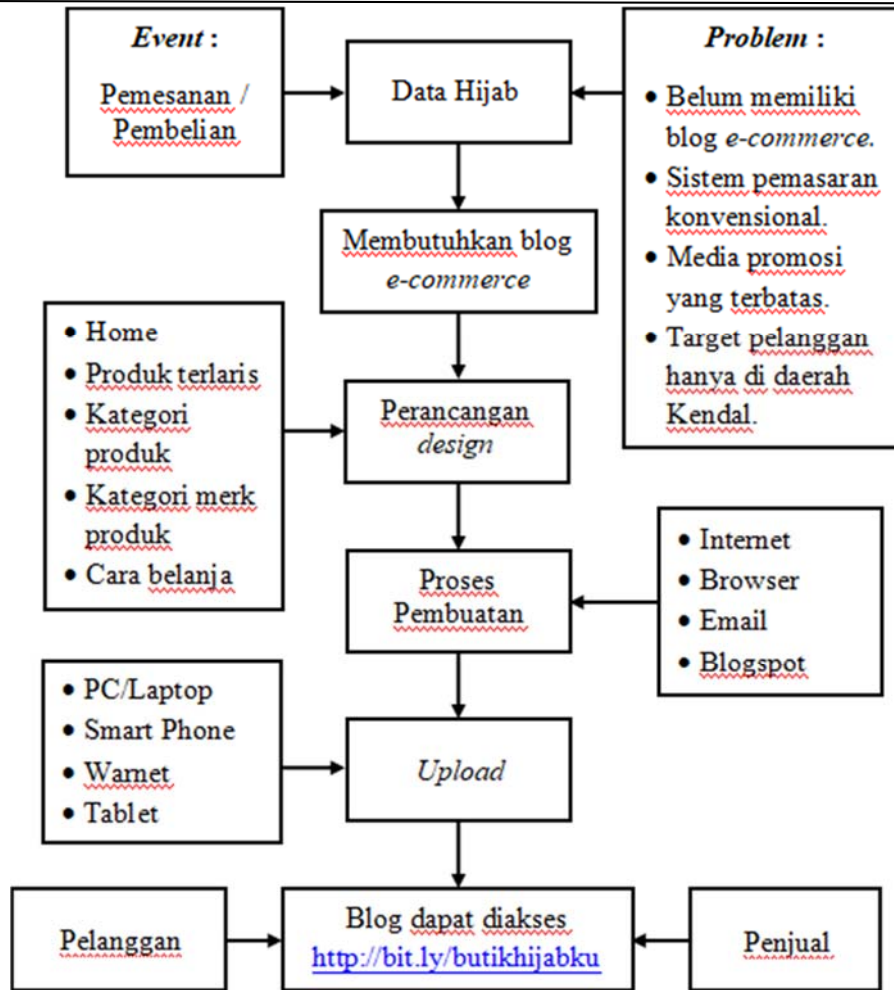 Event :
Pemesanan /
Pembelian
Data Hijab
Problem :
• Belum memiliki
blog e-commerce.
• Sistem pemasaran
konvensional.
• Media promosi
yang terbatas.
• Target pelanggan
hanya di daerah
Kendal.
Membutuhkan blog
e-commerce
• Home
• Produk terlaris
• Kategori
produk
• Kategori merk
produk
• Cara belanja
Perancangan
design
Proses
Pembuatan
• Internet
• Browser
• Email
• Blogspot
• PC/Laptop
• Smart Phone
• Warnet
• Tablet
Upload
Pelanggan
Blog dapat diakses
http://bit.ly/butikhijabku
Penjual